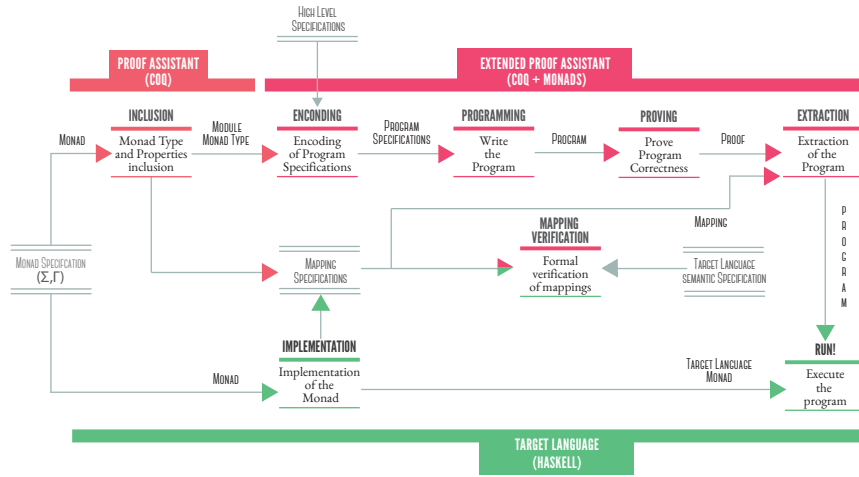 HIGH LEVEL
SPECIFICATIONS
PROOF ASSISTANT
(COQ)
EXTENDED PROOF ASSISTANT
(COQ + MONADS)
INCLUSION
ENCONDING
PROGRAMMING
PROVING
EXTRACTION
MONAD
Monad Type
and Properties
inclusion
MODULE
MONAD TYPE
Encoding
of Program
Specifications
PROGRAM
SPECIFICATIONS
Write
the
Program
PROGRAM
Prove
Program
Correctness
PROOF
Extraction
of the
Program
MAPPING
PROGRAM
MAPPING
VERIFICATION
MONAD SPECIFICATION
(Σ,Γ)
MAPPING
SPECIFICATIONS
Formal
verification
of mappings
TARGET LANGUAGE
SEMANTIC SPECIFICATION
IMPLEMENTATION
RUN!
MONAD
Implementation
of the
Monad
TARGET LANGUAGE
MONAD
Execute
the
program
TARGET LANGUAGE
(HASKELL)